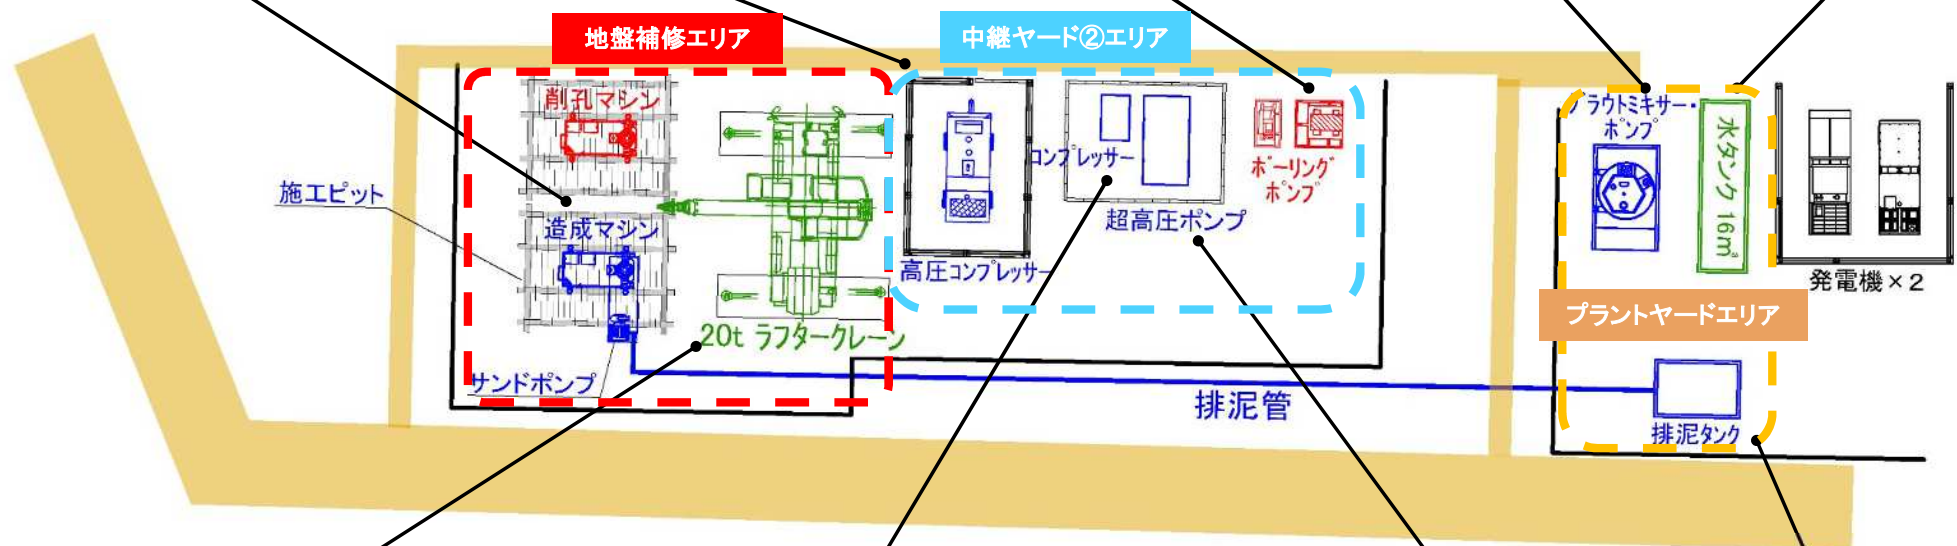 地盤補修エリア
中継ヤード②エリア
削孔マシン
施工ピット
造成マシン
20t ラフタークレーン
サンドポンプ
高圧コンプレッサー
コンプレッサー
超高圧ポンプ
ボーリング
ポンプ
グラウトミキサー・
ポンプ
水タンク 16㎥
発電機×2
プラントヤードエリア
排泥管
排泥タンク